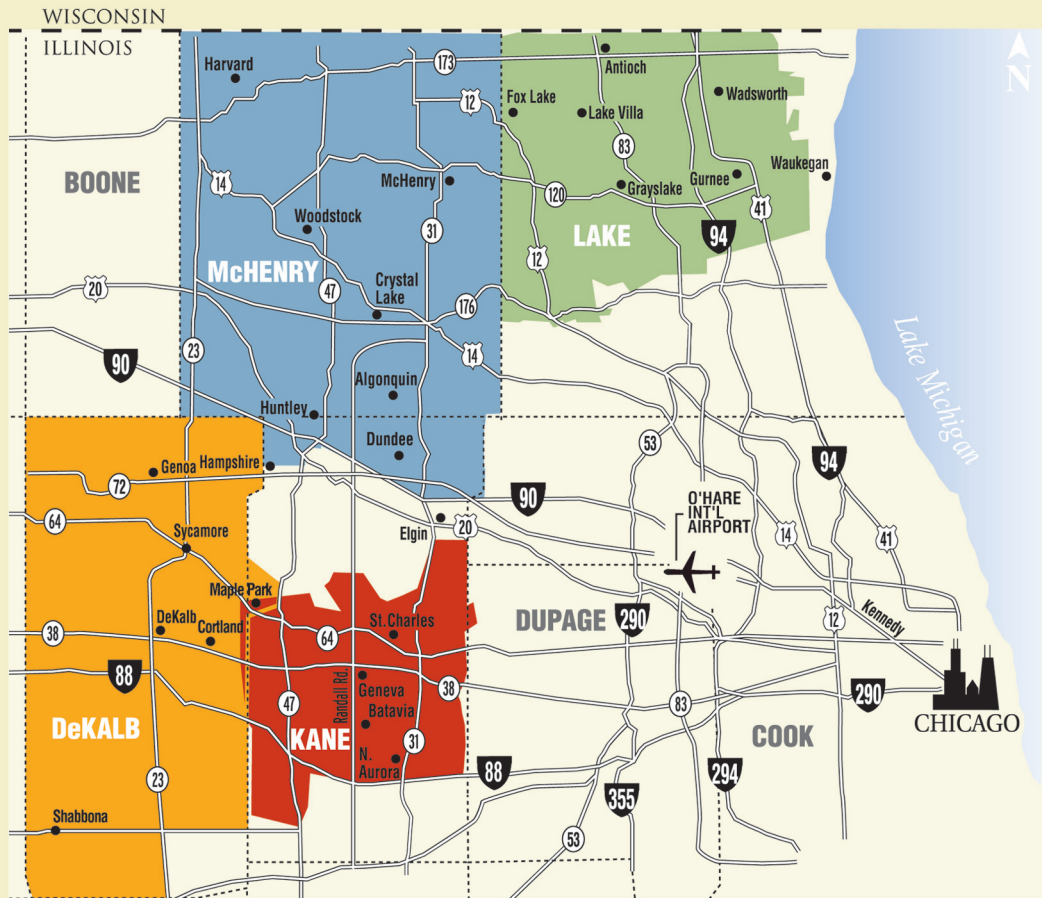 WISCONSIN
ILLINOIS
N
Harvard
173
Antioch
12
Fox Lake
Lake Villa
Wadsworth
83
BOONE
14
McHenry
120
Grayslake
Gurnee
Waukegan
41
Woodstock
31
LAKE
94
McHENRY
12
20
47
Crystal
Lake
176
23
90
14
Lake Michigan
Algonquin
Huntley
53
Dundee
94
Genoa
Hampshire
72
90
O'HARE
INT'L
AIRPORT
64
Sycamore
Elgin
20
14
41
Maple Park
DeKalb
Cortland
38
64
St.Charles
DUPAGE
290
12
Kennedy
88
Randall Rd.
Geneva
38
47
Batavia
83
290
DeKALB
KANE
31
COOK
CHICAGO
N.
Aurora
88
294
23
355
Shabbona
53